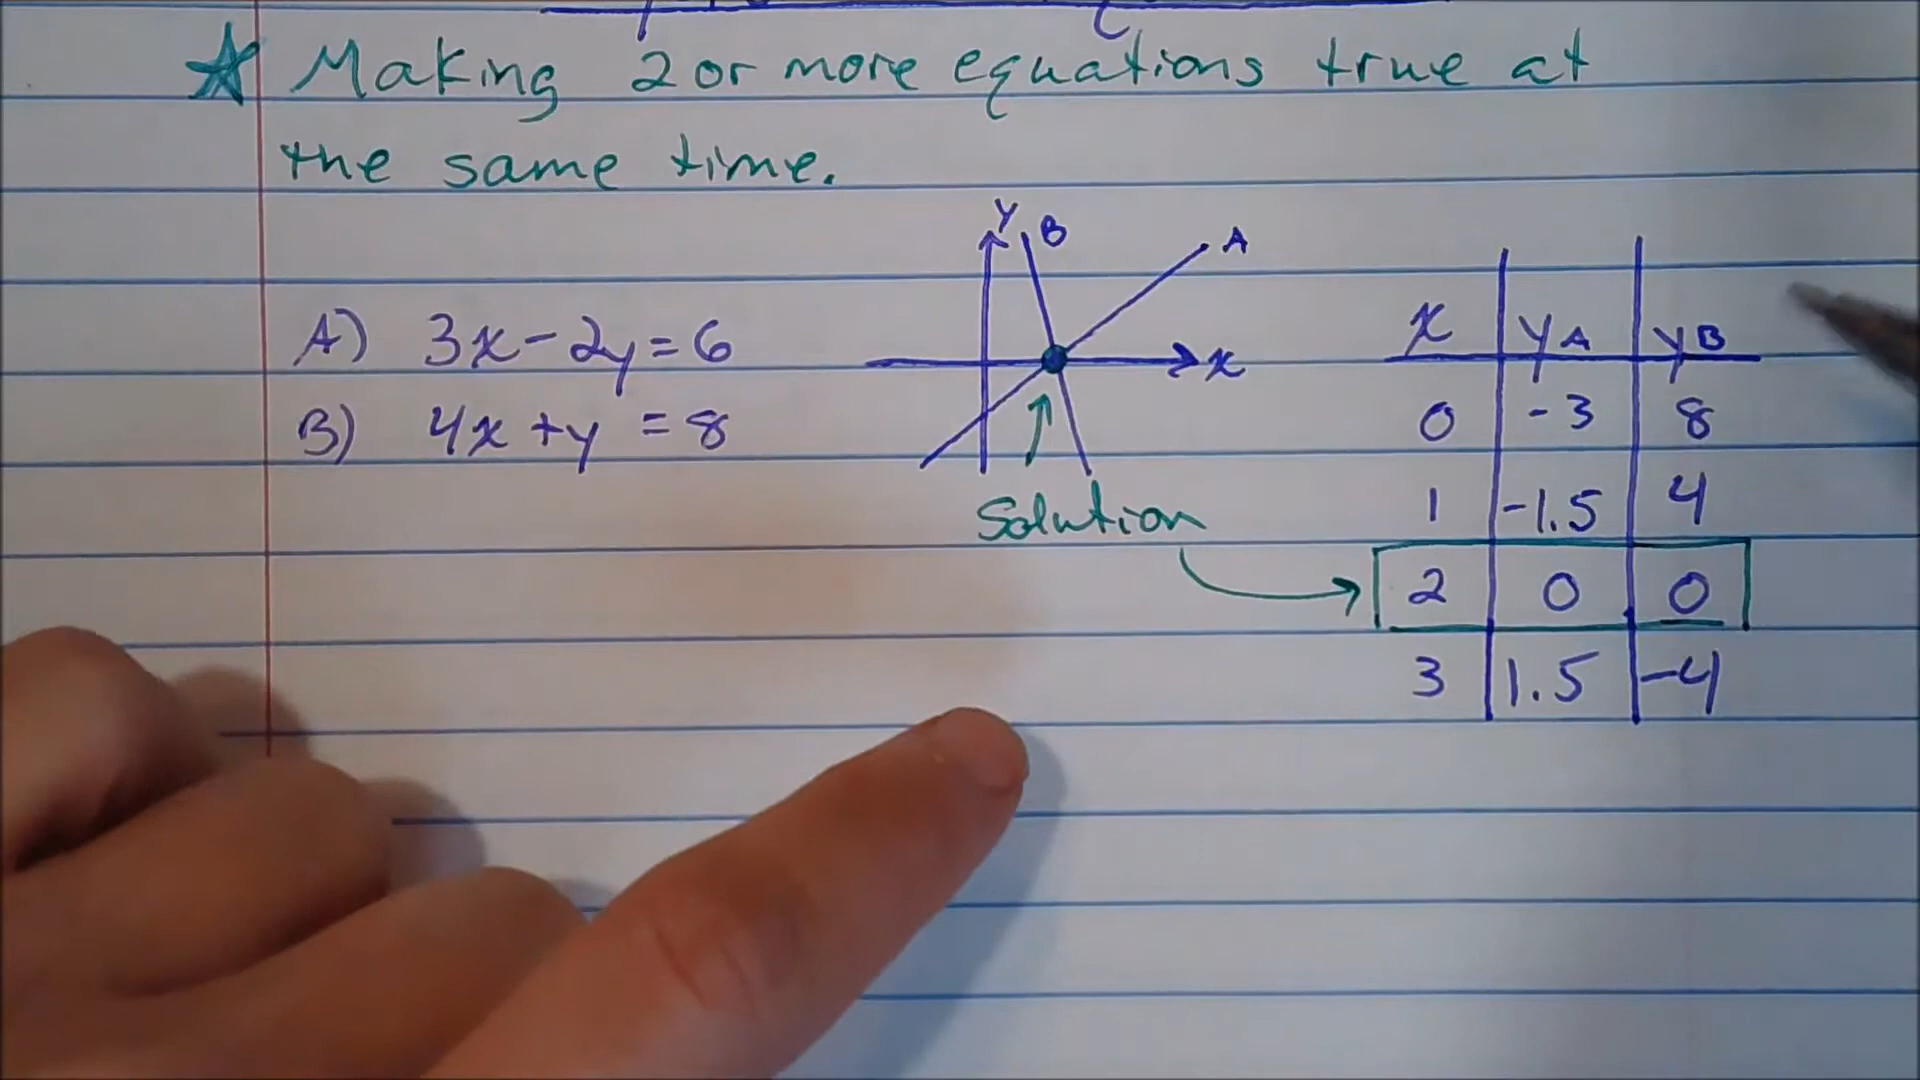 Making 2 or more equations true at
the same time.
Y
B
A
x
A) 3x-2y=6
B) 4x+y=8
Solution
x yA yB
0 -3 8
1 -1.5 4
2 0 0
3 1.5 -4